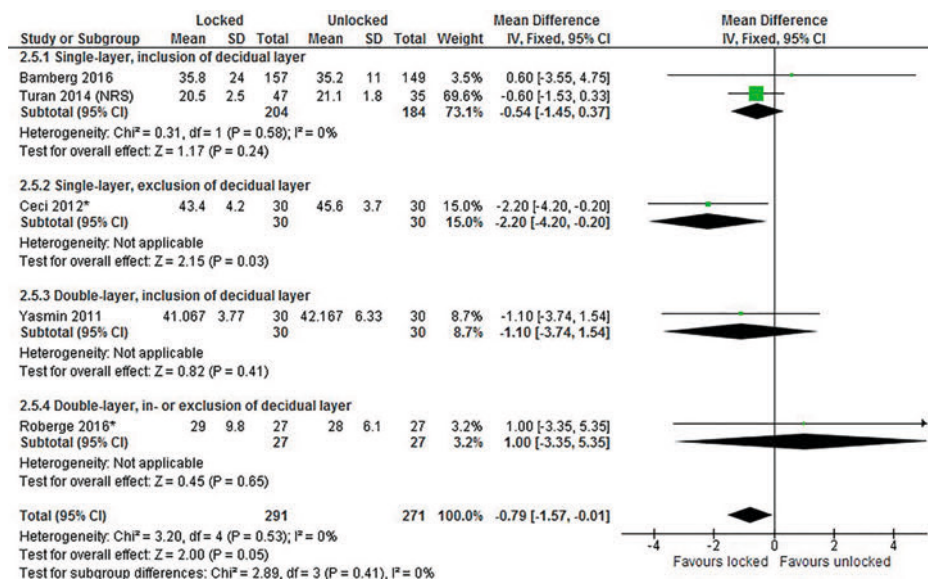 Locked Unlocked Mean Difference Mean Difference
Study or Subgroup Mean SD Total Mean SD Total Weight IV, Fixed, 95% CI IV, Fixed, 95% CI
2.5.1 Single-layer, inclusion of decidual layer
Bamberg 2016 35.8 24 157 35.2 11 149 3.5% 0.60 [-3.55, 4.75]
Turan 2014 (NRS) 20.5 2.5 47 21.1 1.8 35 69.6% -0.60 [-1.53, 0.33]
Subtotal (95% CI) 204 184 73.1% -0.54 [-1.45, 0.37]
Heterogeneity: Chi² = 0.31, df = 1 (P = 0.58); I² = 0%
Test for overall effect: Z = 1.17 (P = 0.24)
2.5.2 Single-layer, exclusion of decidual layer
Ceci 2012* 43.4 4.2 30 45.6 3.7 30 15.0% -2.20 [-4.20, -0.20]
Subtotal (95% CI) 30 30 15.0% -2.20 [-4.20, -0.20]
Heterogeneity: Not applicable
Test for overall effect: Z = 2.15 (P = 0.03)
2.5.3 Double-layer, inclusion of decidual layer
Yasmin 2011 41.067 3.77 30 42.167 6.33 30 8.7% -1.10 [-3.74, 1.54]
Subtotal (95% CI) 30 30 8.7% -1.10 [-3.74, 1.54]
Heterogeneity: Not applicable
Test for overall effect: Z = 0.82 (P = 0.41)
2.5.4 Double-layer, in- or exclusion of decidual layer
Roberge 2016* 29 9.8 27 28 6.1 27 3.2% 1.00 [-3.35, 5.35]
Subtotal (95% CI) 27 27 3.2% 1.00 [-3.35, 5.35]
Heterogeneity: Not applicable
Test for overall effect: Z = 0.45 (P = 0.65)
Total (95% CI) 291 271 100.0% -0.79 [-1.57, -0.01]
Heterogeneity: Chi² = 3.20, df = 4 (P = 0.53); I² = 0%
Test for overall effect: Z = 2.00 (P = 0.05)
Test for subgroup differences: Chi² = 2.89, df = 3 (P = 0.41), I² = 0%
-4 -2 0 2 4
Favours locked Favours unlocked